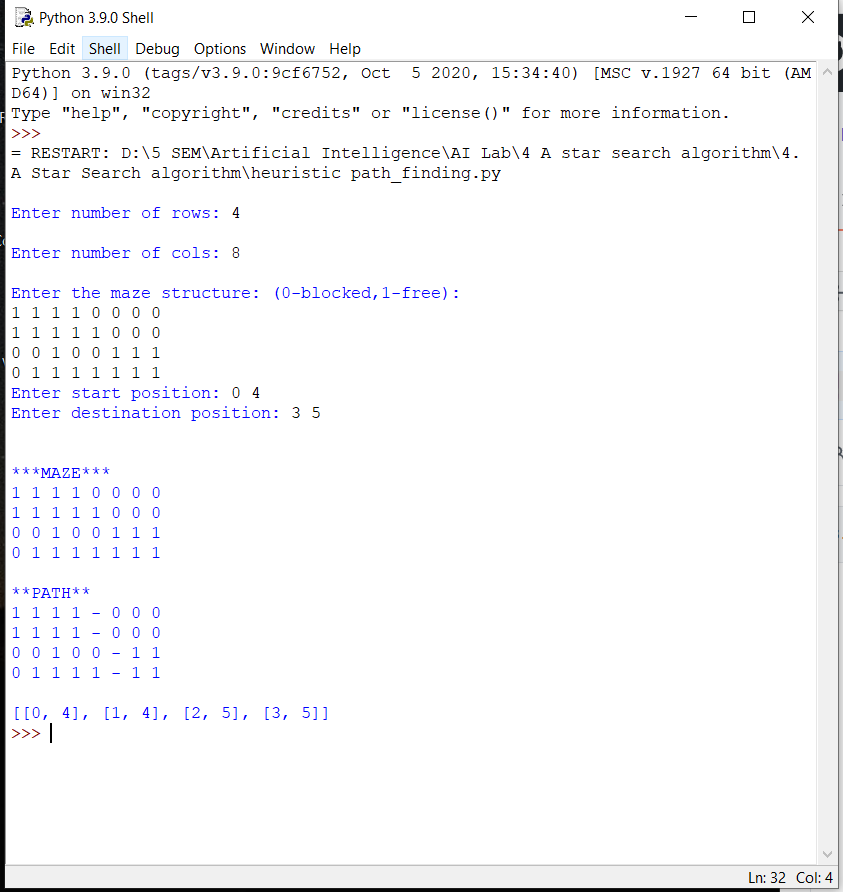 Python 3.9.0 Shell
File Edit Shell Debug Options Window Help
Python 3.9.0 (tags/v3.9.0:9cf6752, Oct  5 2020, 15:34:40) [MSC v.1927 64 bit (AM
D64)] on win32
Type "help", "copyright", "credits" or "license()" for more information.
>>>
= RESTART: D:\5 SEM\Artificial Intelligence\AI Lab\4 A star search algorithm\4.
A Star Search algorithm\heuristic path_finding.py
Enter number of rows: 4
Enter number of cols: 8
Enter the maze structure: (0-blocked,1-free):
1 1 1 1 0 0 0 0
1 1 1 1 1 0 0 0
0 0 1 0 0 1 1 1
0 1 1 1 1 1 1 1
Enter start position: 0 4
Enter destination position: 3 5
***MAZE***
1 1 1 1 0 0 0 0
1 1 1 1 1 0 0 0
0 0 1 0 0 1 1 1
0 1 1 1 1 1 1 1
**PATH**
1 1 1 1 - 0 0 0
1 1 1 1 - 0 0 0
0 0 1 0 0 - 1 1
0 1 1 1 1 - 1 1
[[0, 4], [1, 4], [2, 5], [3, 5]]
>>>
Ln: 32 Col: 4